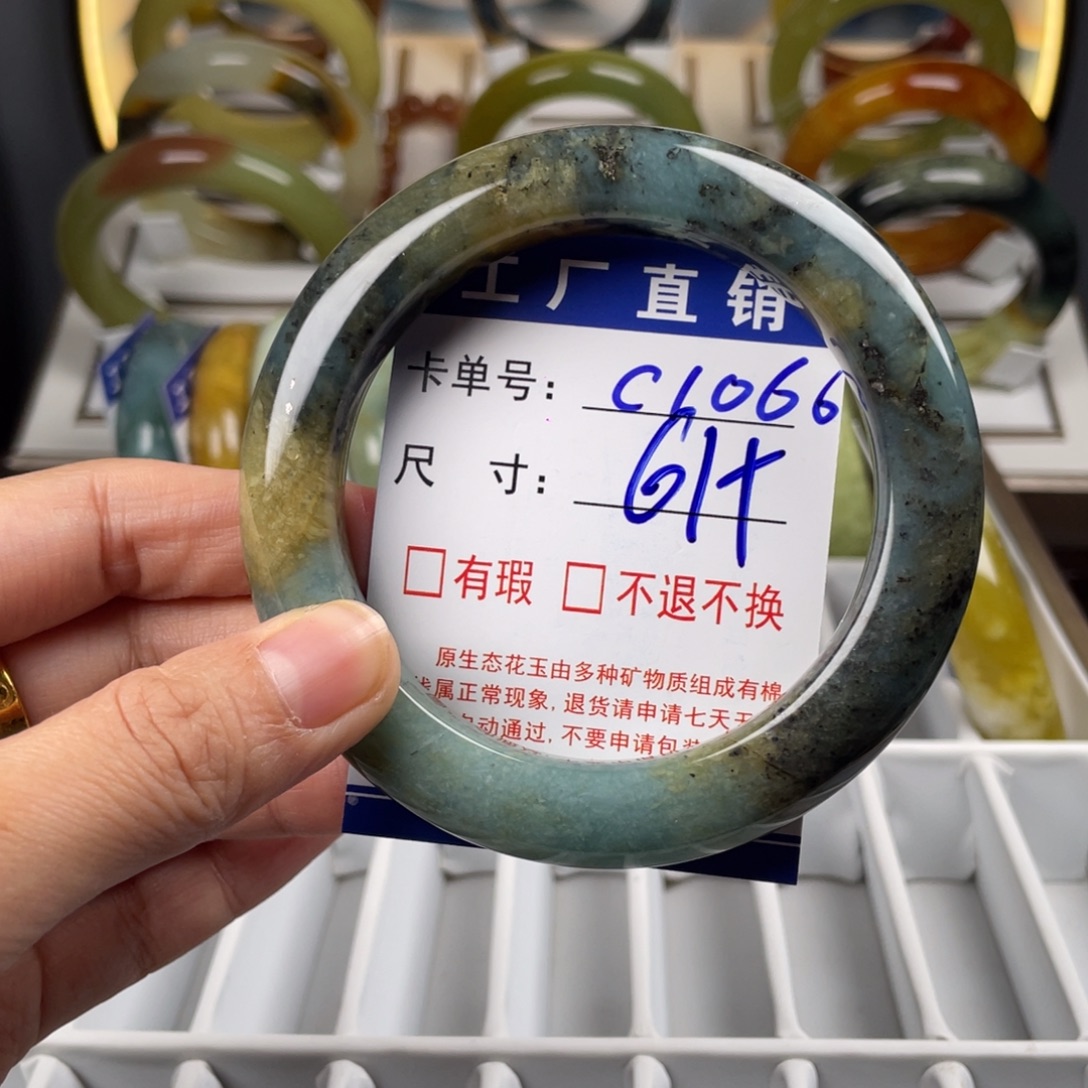 工厂直销
卡单号： C1066
尺 寸： 61+
□有瑕 □不退不换
原生态花玉由多种矿物质组成有棉
属正常现象，退货请申请七天无
动通过，不要申请包装